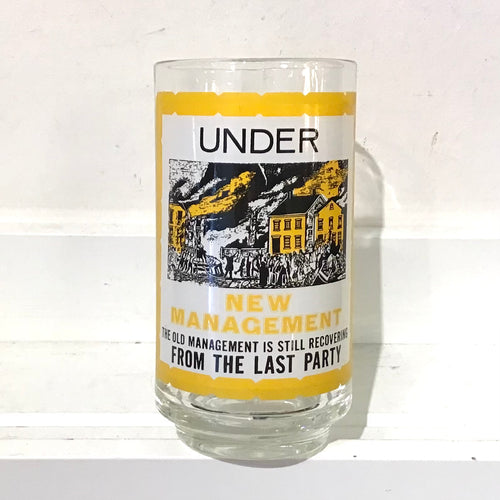 UNDER
NEW
MANAGEMENT
THE OLD MANAGEMENT IS STILL RECOVERING
FROM THE LAST PARTY